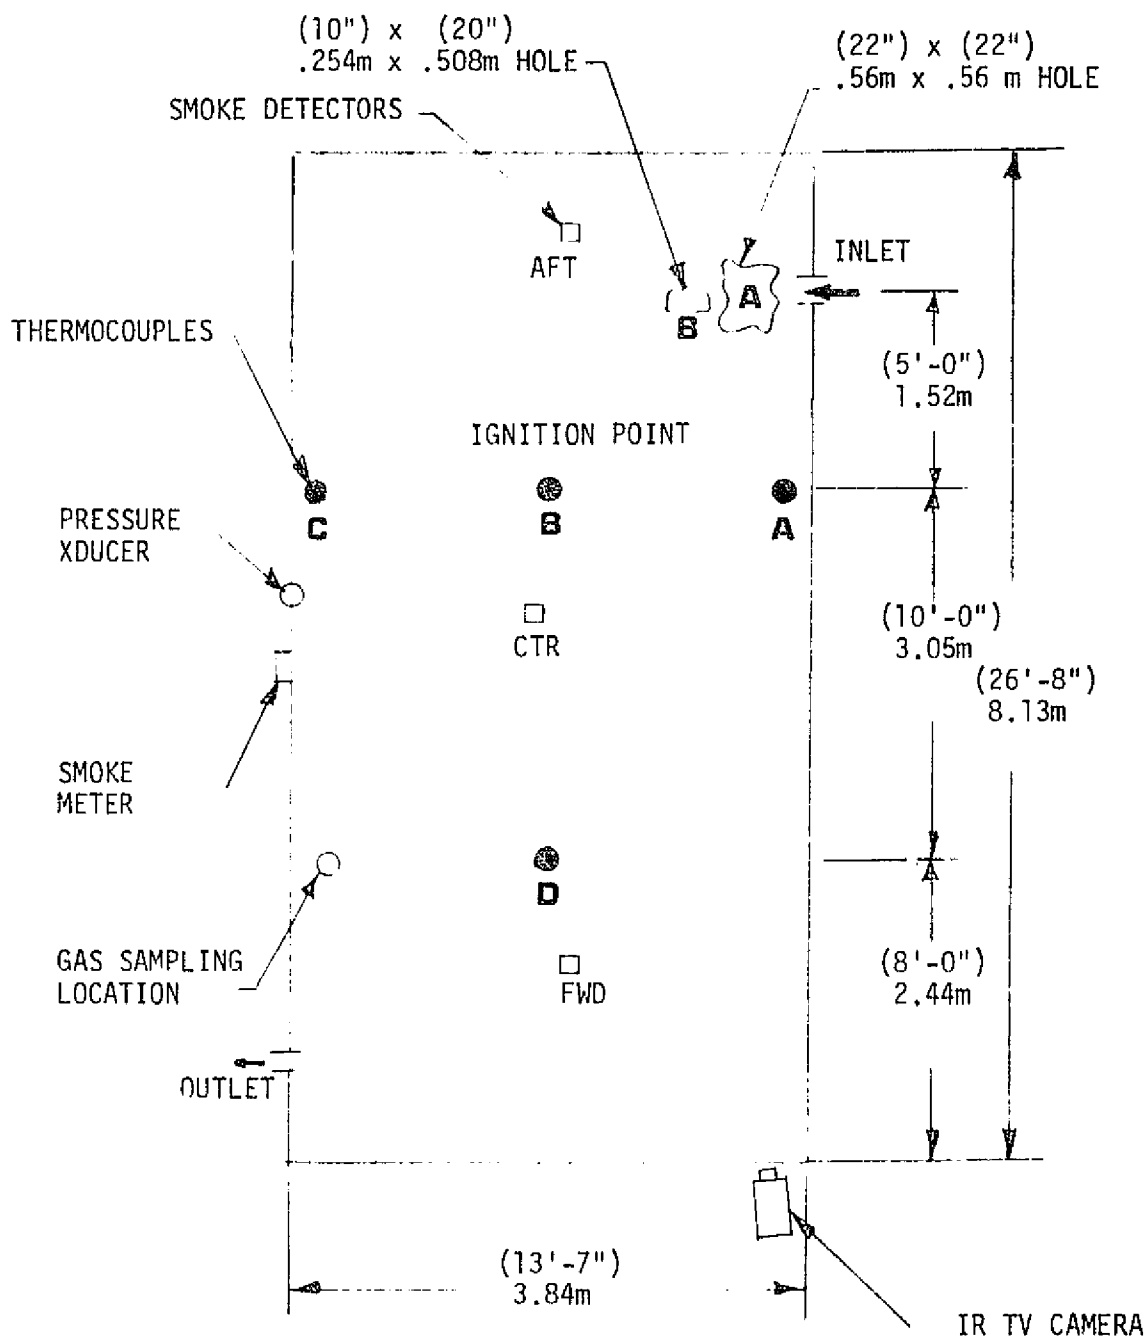 (10") x (20")
.254m x .508m HOLE
(22") x (22")
.56m x .56 m HOLE
SMOKE DETECTORS
AFT
INLET
A
B
THERMOCOUPLES
(5'-0")
1.52m
IGNITION POINT
C
B
A
PRESSURE
XDUCER
CTR
(10'-0")
3.05m
(26'-8")
8.13m
SMOKE
METER
D
GAS SAMPLING
LOCATION
FWD
(8'-0")
2.44m
OUTLET
(13'-7")
3.84m
IR TV CAMERA